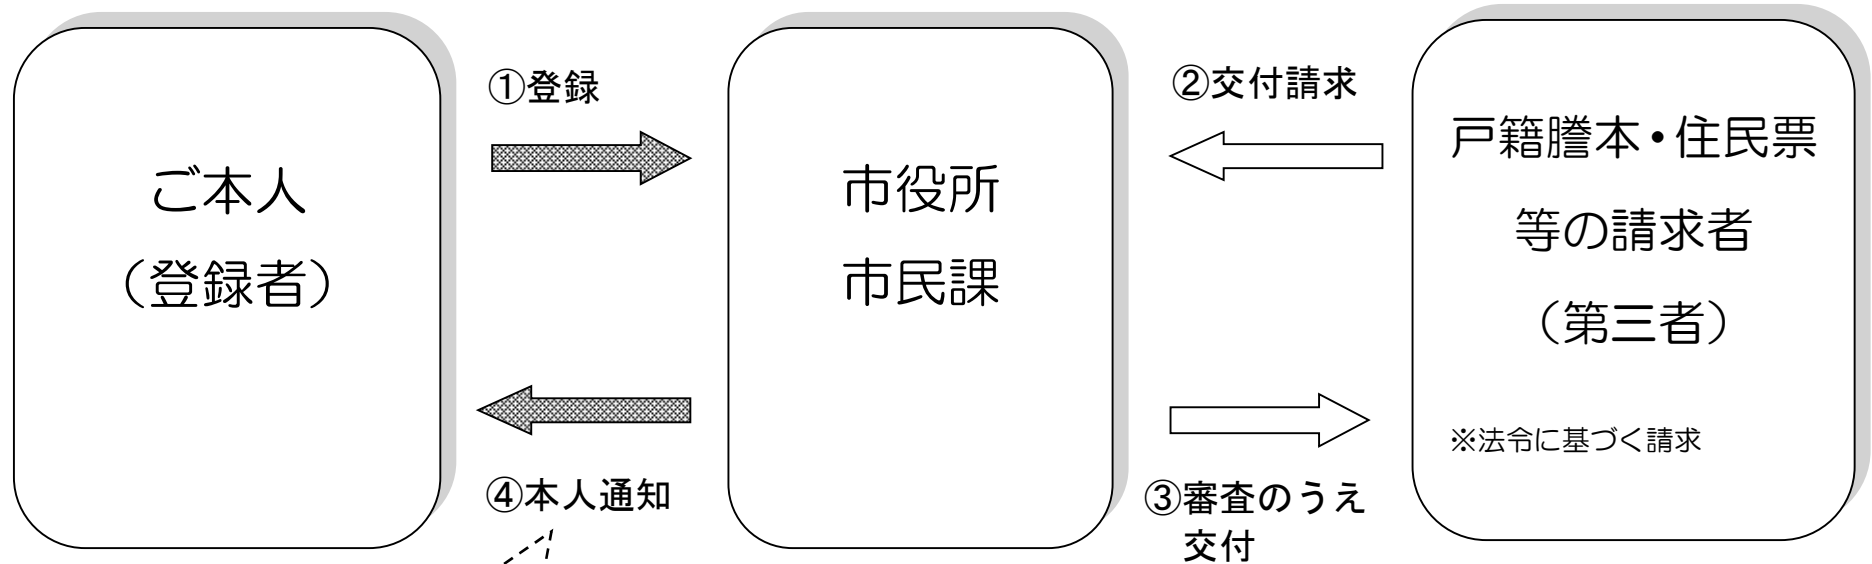 ご本人
（登録者）
①登録
④本人通知
市役所
市民課
②交付請求
③審査のうえ
交付
戸籍謄本・住民票
等の請求者
（第三者）
※法令に基づく請求